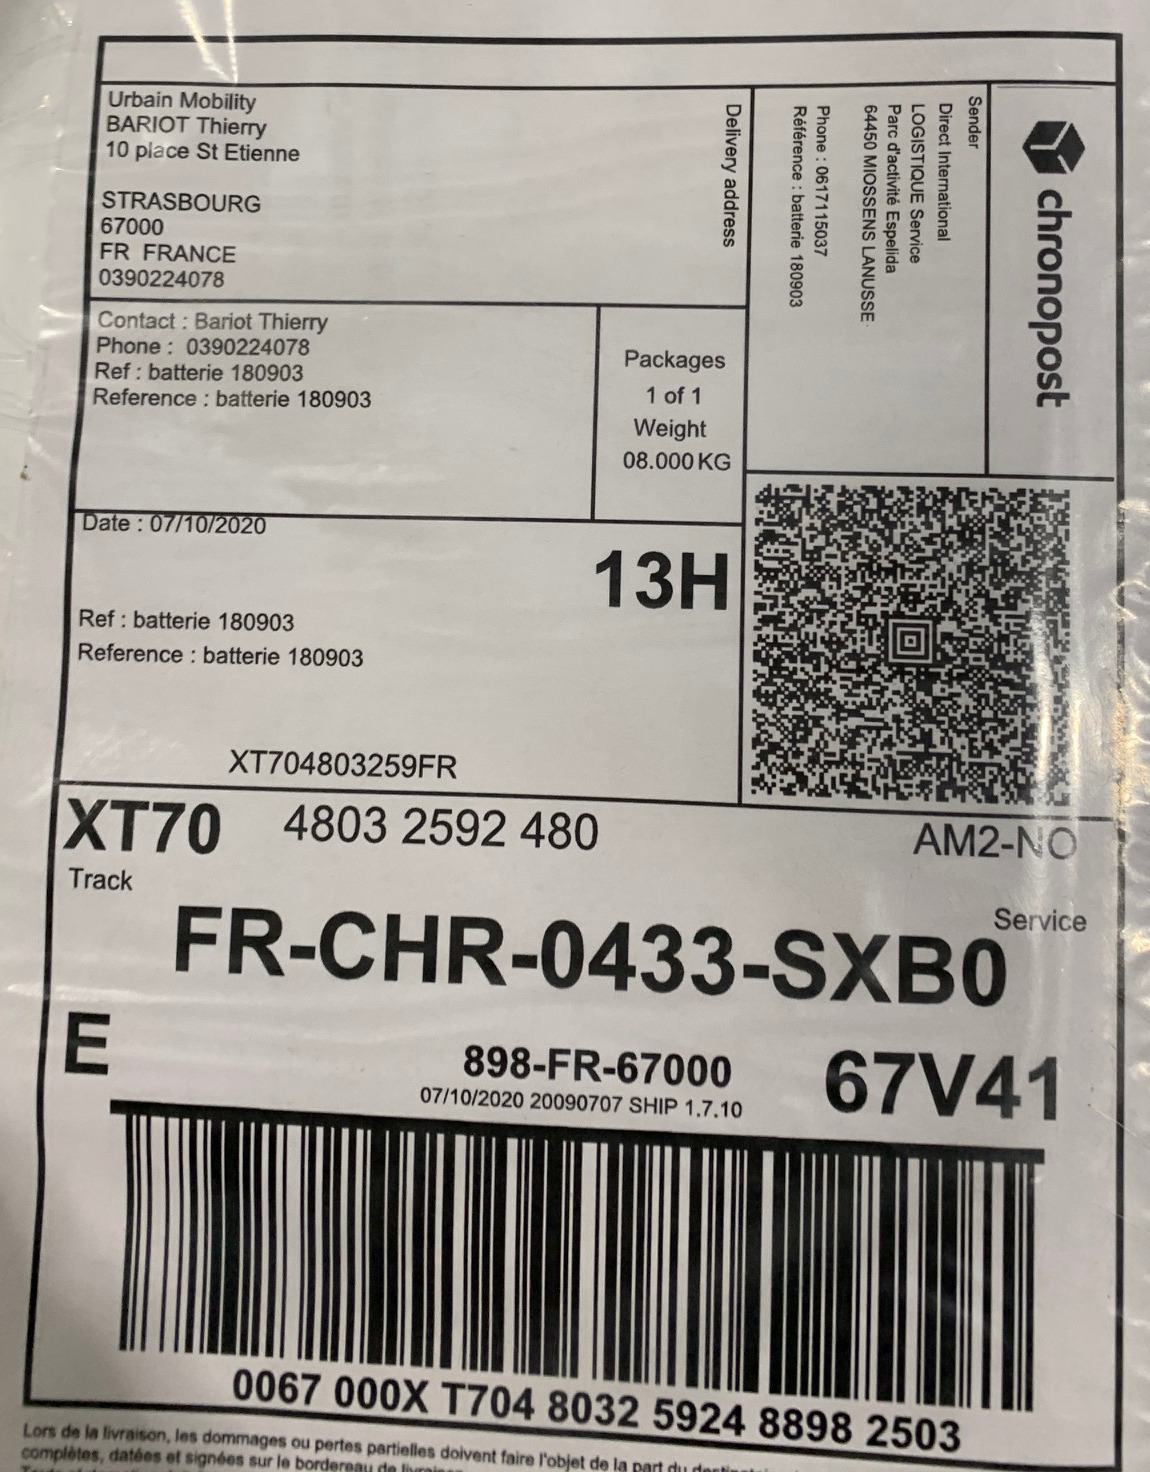 Urbain Mobility
BARIOT Thierry
10 place St Etienne
STRASBOURG
67000
FR FRANCE
0390224078
Delivery address
Sender
Direct International
LOGISTIQUE Service
Parc d'activité Espelida
64450 MIOSSENS LANUSSE
Phone : 0617115037
Référence : batterie 180903
chronopost
Contact : Bariot Thierry
Phone : 0390224078
Ref : batterie 180903
Reference : batterie 180903
Packages
1 of 1
Weight
08.000 KG
Date : 07/10/2020
13H
Ref : batterie 180903
Reference : batterie 180903
XT704803259FR
XT70 4803 2592 480
AM2-NO
Track
Service
FR-CHR-0433-SXB0
E
898-FR-67000
67V41
07/10/2020 20090707 SHIP 1.7.10
0067 000X T704 8032 5924 8898 2503
Lors de la livraison, les dommages ou pertes partielles doivent faire l'objet de la part du
complètes, datées et signées sur le bordereau de